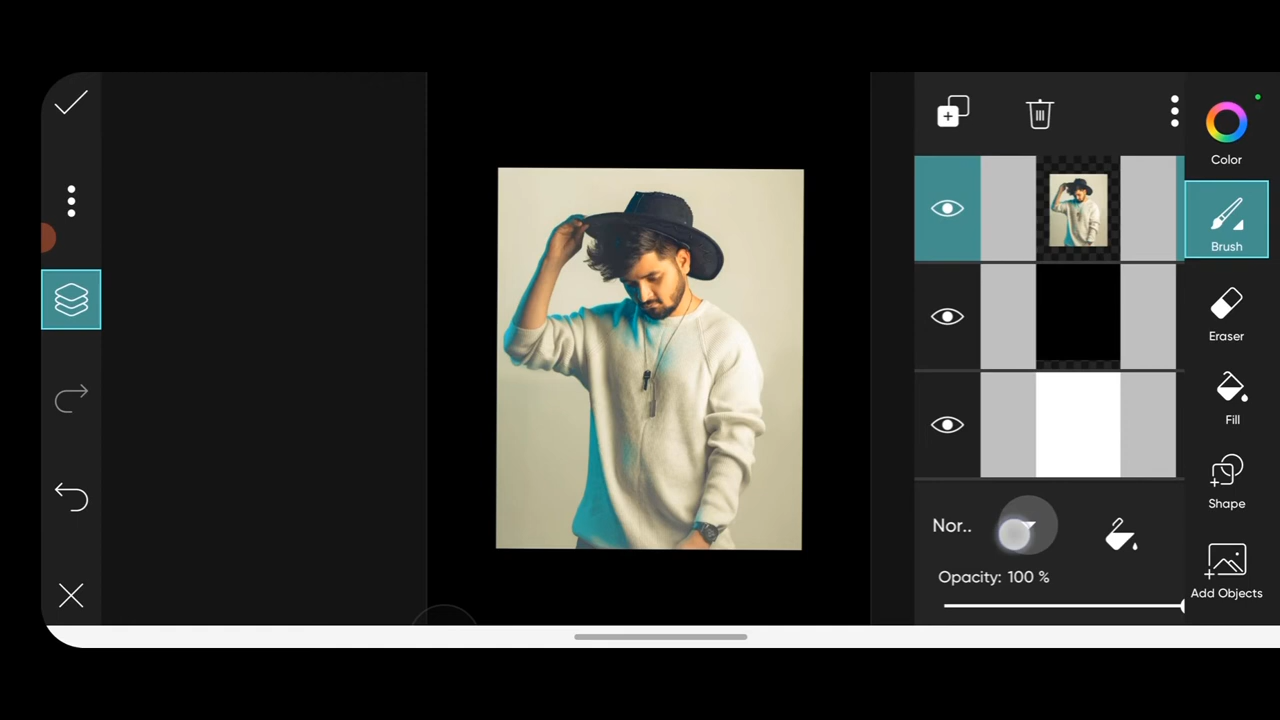 Color
Brush
Eraser
Fill
Shape
Nor..
Opacity: 100 %
Add Objects